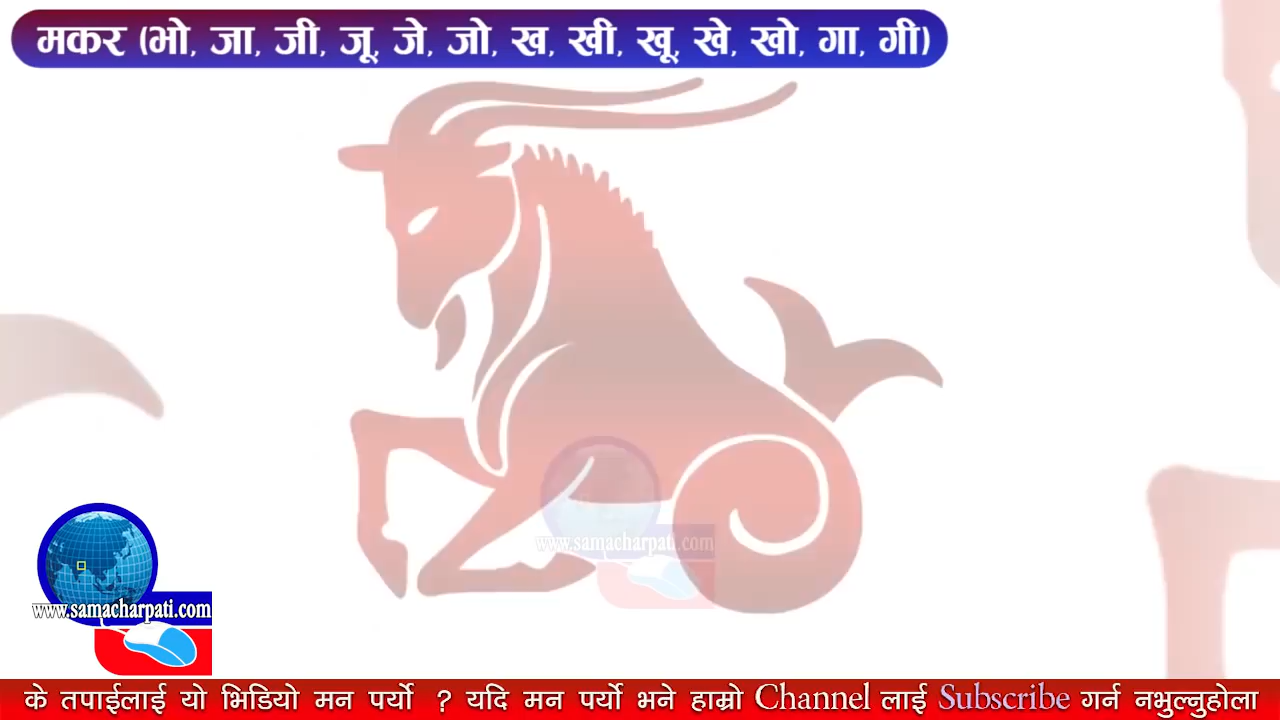 मकर (भो, जा, जी, जू, जे, जो, ख, खी, खू, खे, खो, गा, गी)
www.samacharpati.com
www.samacharpati.com
के तपाईलाई यो भिडियो मन पर्यो ? यदि मन पर्यो भने हाम्रो Channel लाई Subscribe गर्न नभुल्नुहोला